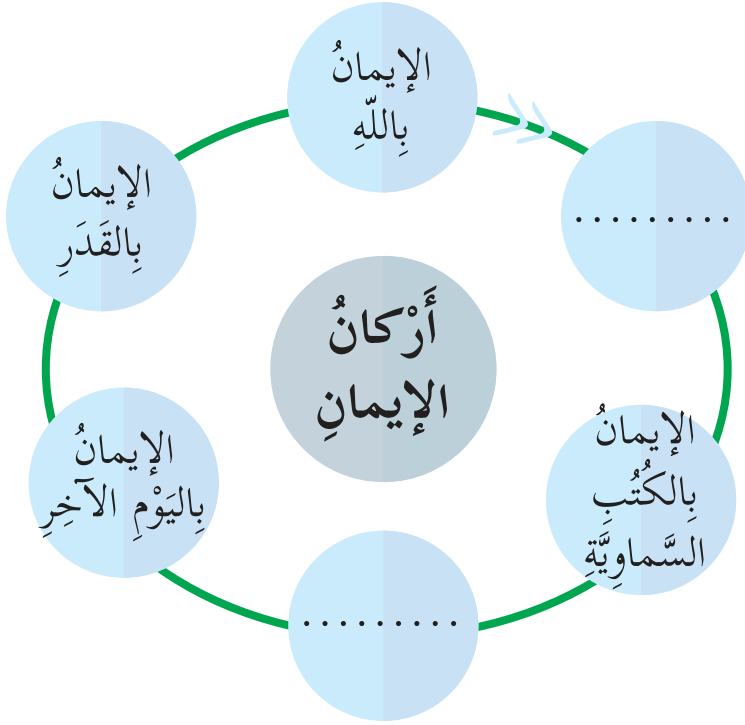 الإيمانُ
بِاللّهِ
. . . . . . . . .
الإيمانُ
بِالكُتُبِ
السَّماوِيَّةِ
. . . . . . . . .
الإيمانُ
بِاليَوْمِ الآخِرِ
الإيمانُ
بِالقَدَرِ
أَرْكانُ
الإيمانِ